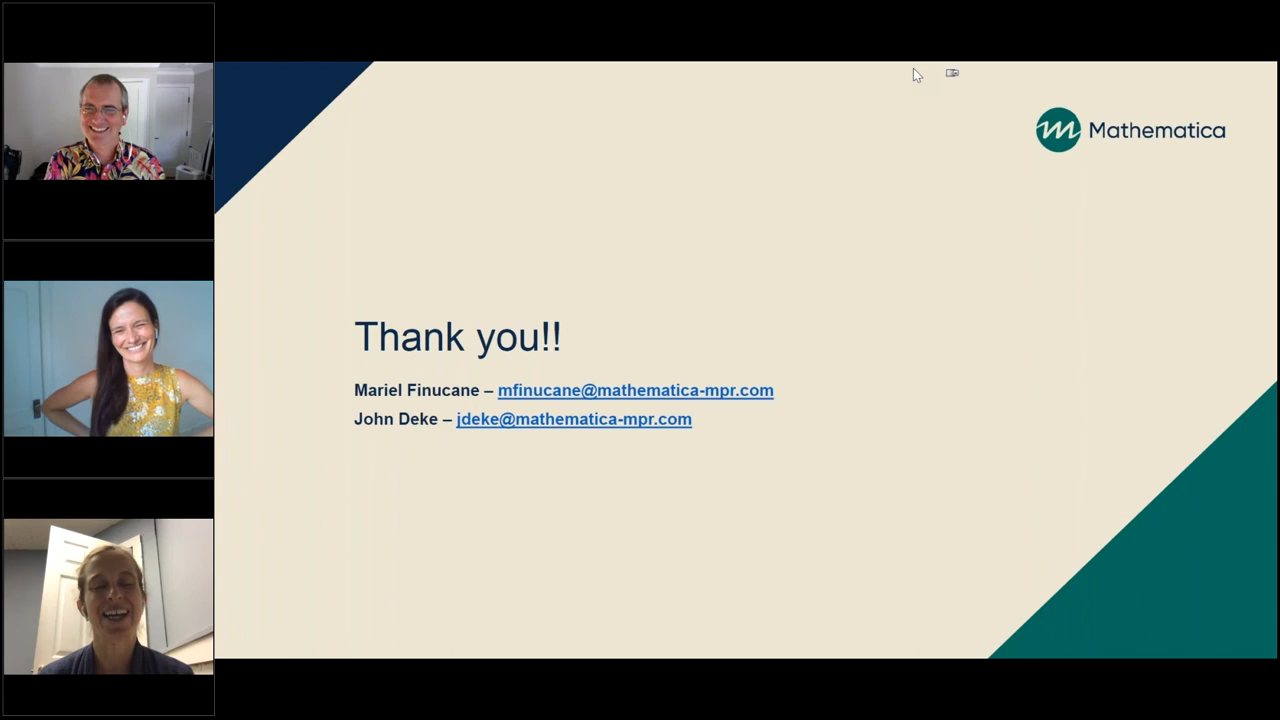 Mathematica
Thank you!!
Mariel Finucane – mfinucane@mathematica-mpr.com
John Deke – jdeke@mathematica-mpr.com